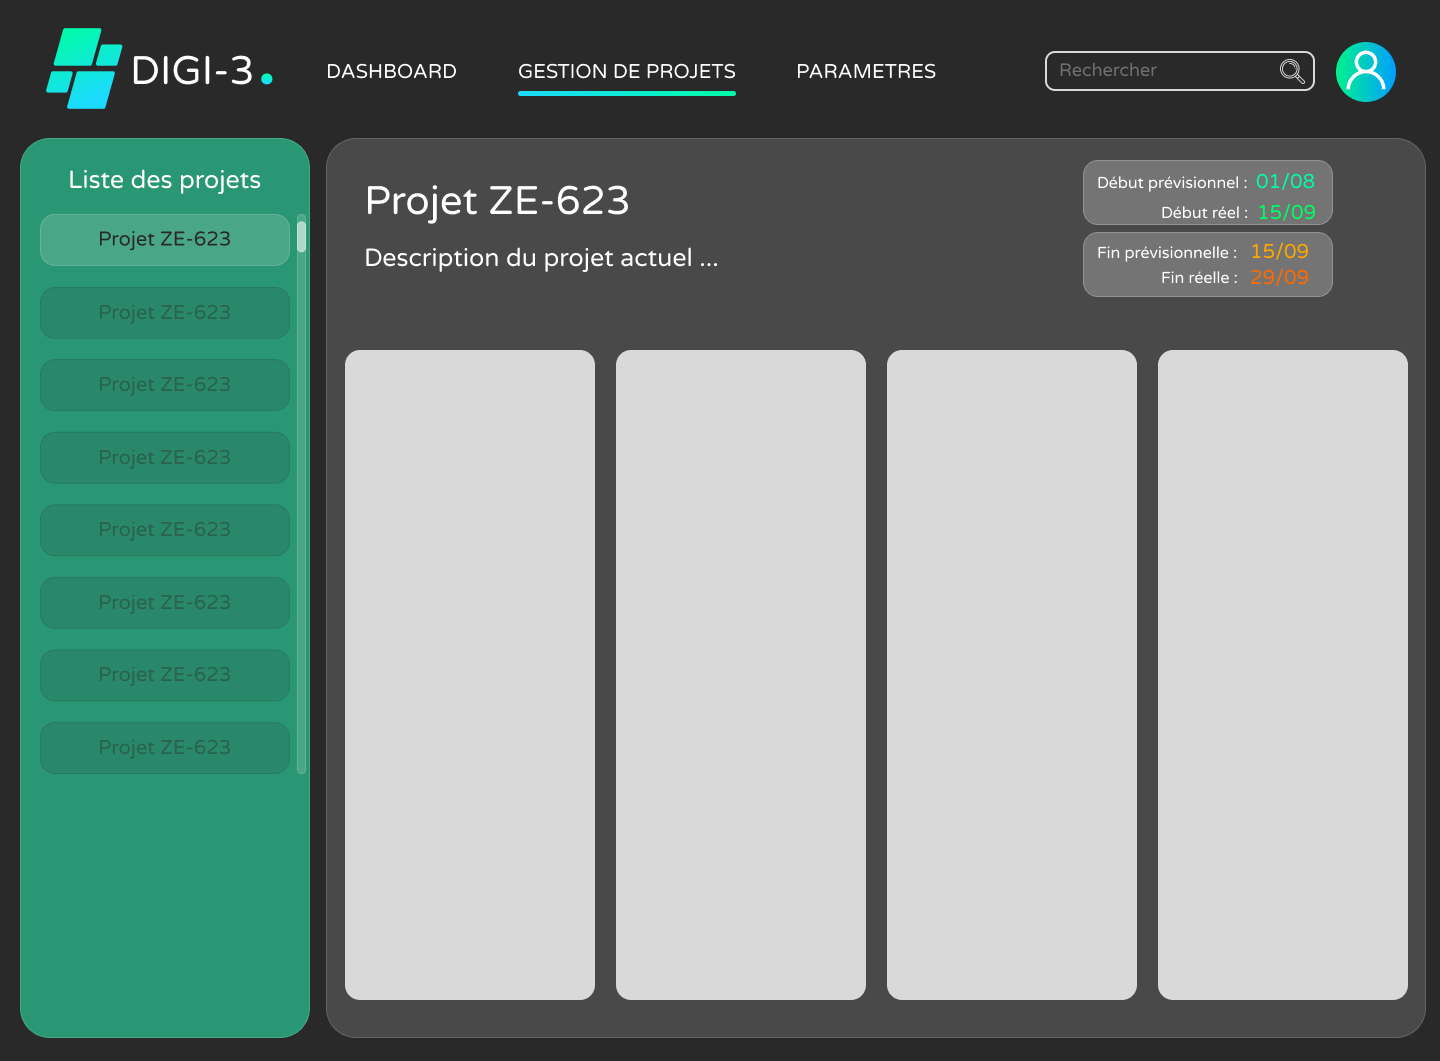 DIGI-3.
DASHBOARD
GESTION DE PROJETS
PARAMETRES
Rechercher
Liste des projets
Projet ZE-623
Projet ZE-623
Projet ZE-623
Projet ZE-623
Projet ZE-623
Projet ZE-623
Projet ZE-623
Projet ZE-623
Projet ZE-623
Description du projet actuel ...
Début prévisionnel : 01/08
Début réel : 15/09
Fin prévisionnelle : 15/09
Fin réelle : 29/09